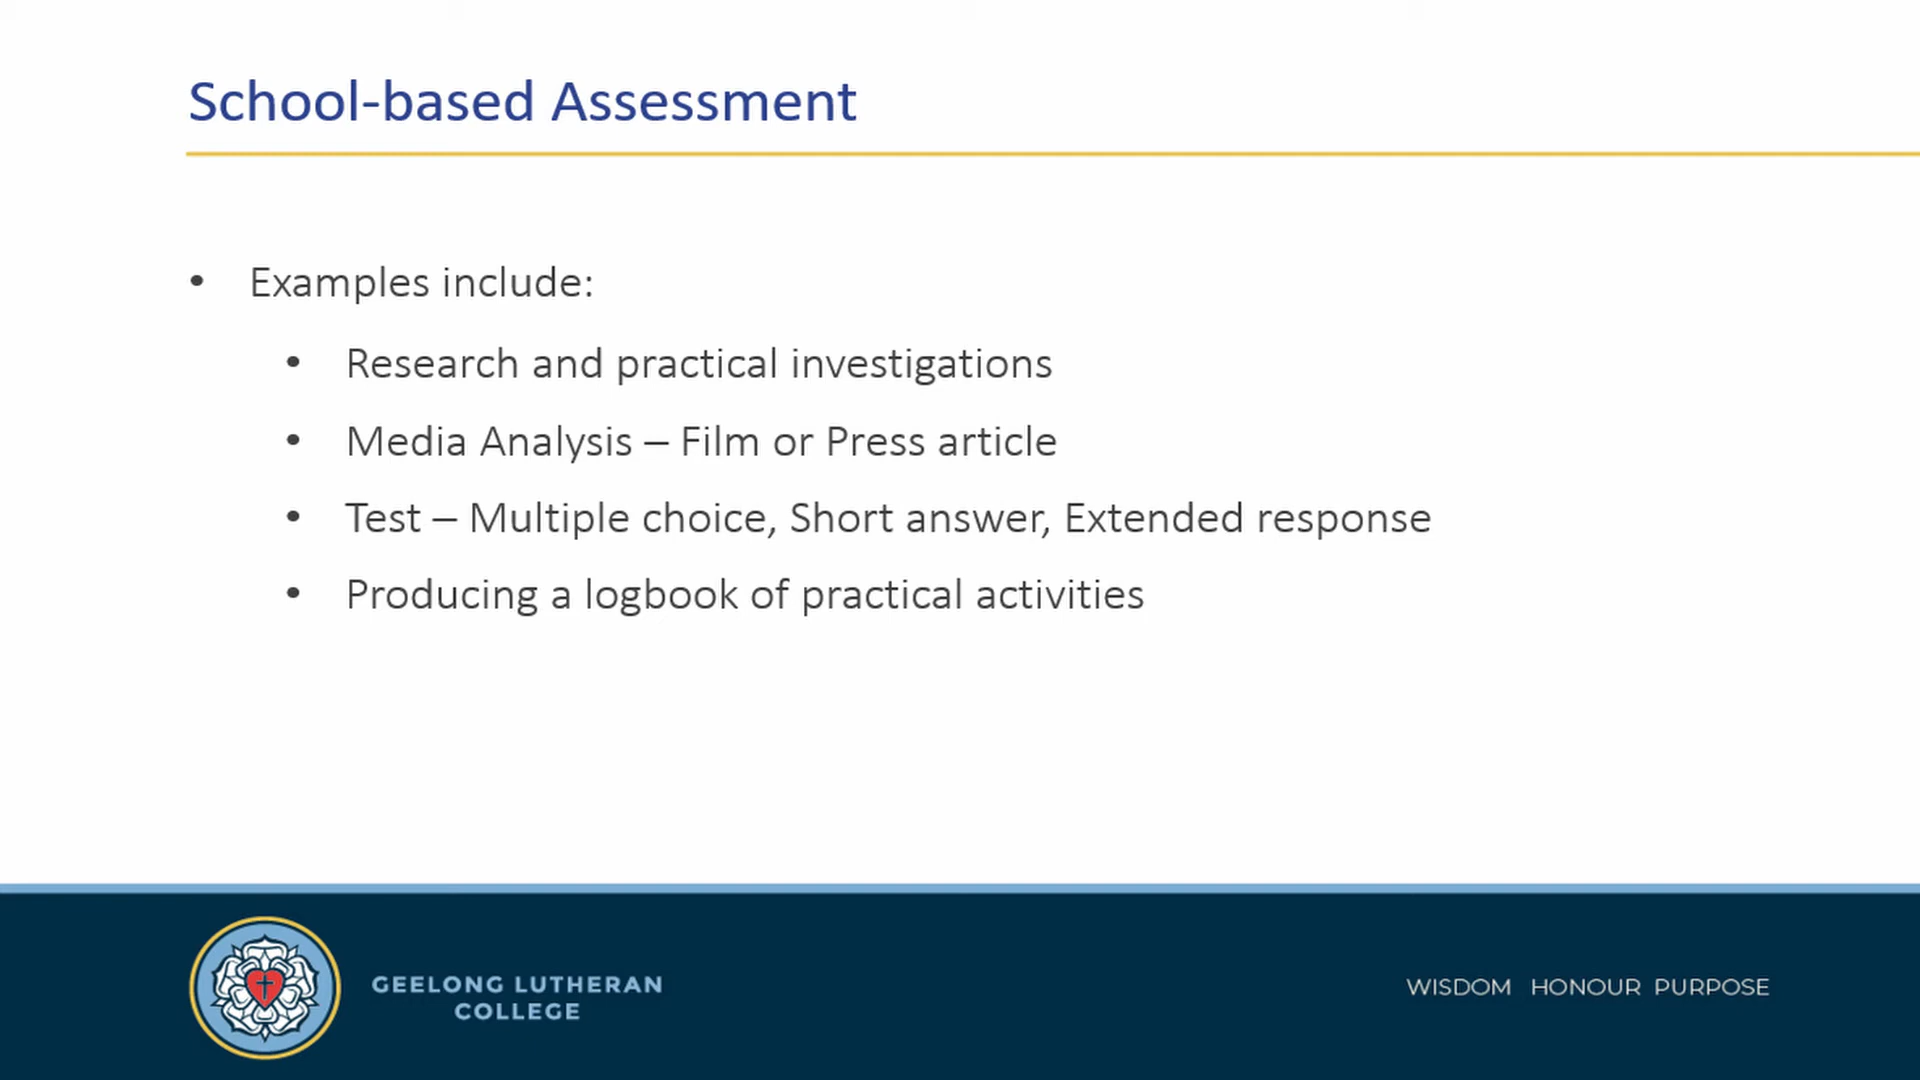 School-based Assessment
• Examples include:
• Research and practical investigations
• Media Analysis – Film or Press article
• Test – Multiple choice, Short answer, Extended response
• Producing a logbook of practical activities
GEELONG LUTHERAN
COLLEGE
WISDOM HONOUR PURPOSE